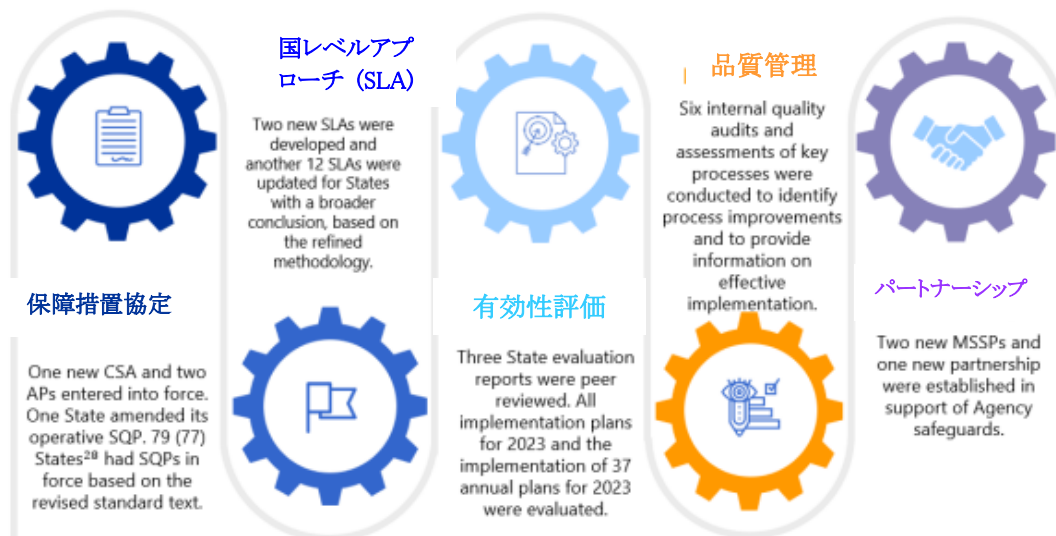 保障措置協定
One new CSA and two
APs entered into force.
One State amended its
operative SQP. 79 (77)
States²⁸ had SQPs in
force based on the
revised standard text.
国レベルアプ
ローチ（SLA）
Two new SLAs were
developed and
another 12 SLAs were
updated for States
with a broader
conclusion, based on
the refined
methodology.
有効性評価
Three State evaluation
reports were peer
reviewed. All
implementation plans
for 2023 and the
implementation of 37
annual plans for 2023
were evaluated.
品質管理
Six internal quality
audits and
assessments of key
processes were
conducted to identify
process improvements
and to provide
information on
effective
implementation.
パートナーシップ
Two new MSSPs and
one new partnership
were established in
support of Agency
safeguards.